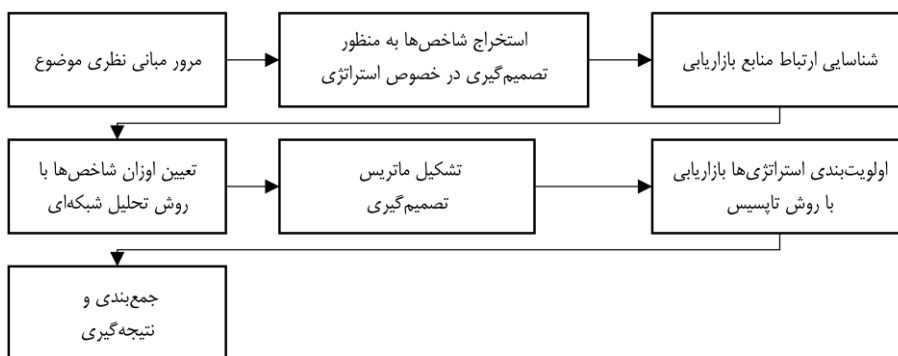 مرور مبانی نظری موضوع
استخراج شاخص‌ها به منظور
تصمیم‌گیری در خصوص استراتژی
شناسایی ارتباط منابع بازاریابی
تعیین اوزان شاخص‌ها با
روش تحلیل شبکه‌ای
تشکیل ماتریس
تصمیم‌گیری
اولویت‌بندی استراتژی‌ها بازاریابی
با روش تاپسیس
جمع‌بندی و
نتیجه‌گیری